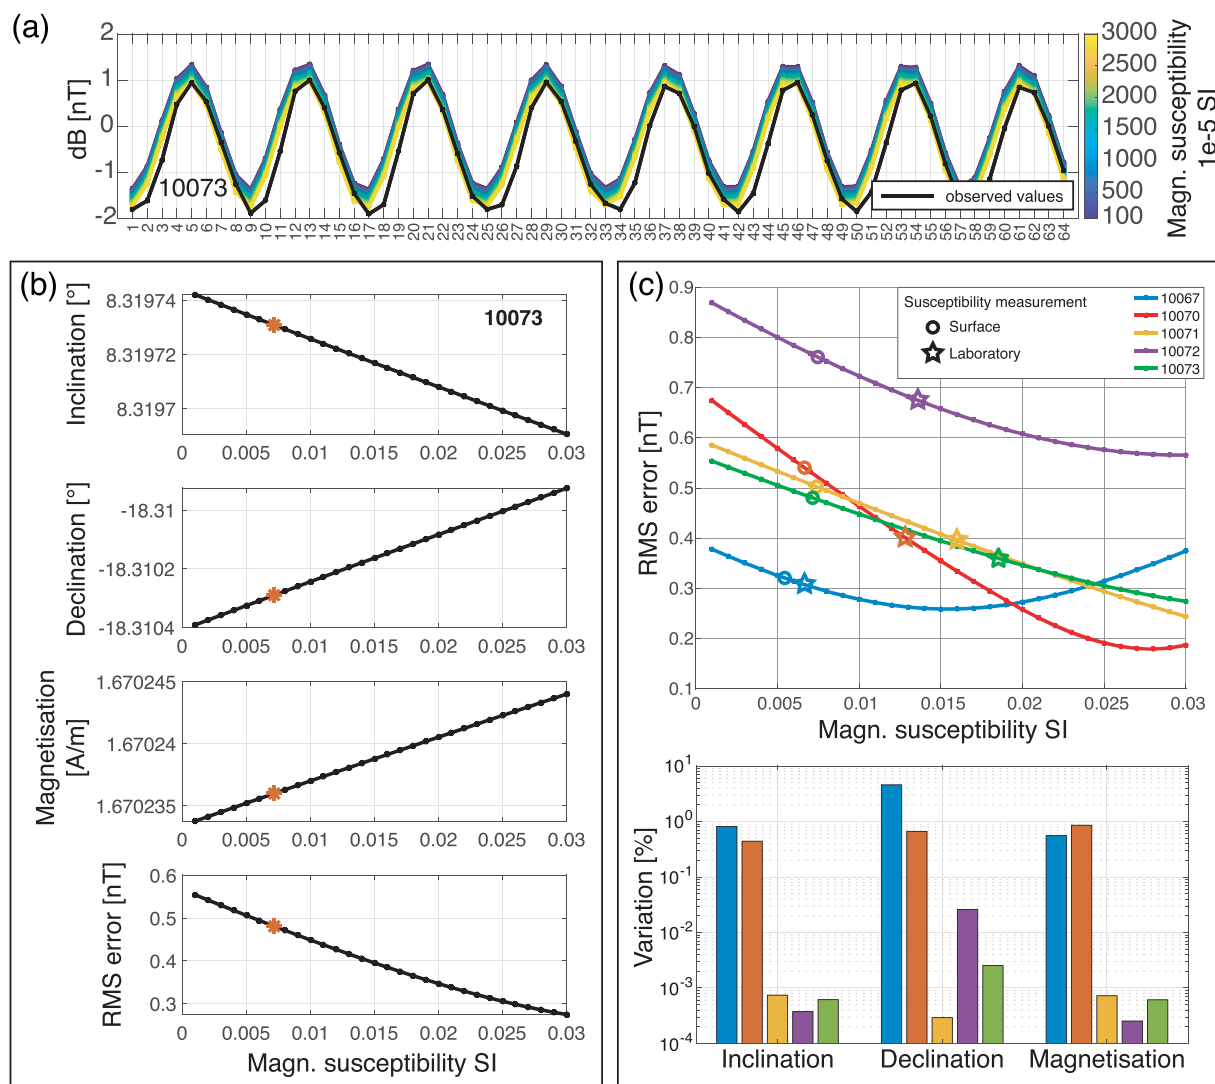 (a)
2
1
0
-1
-2
dB [nT]
10073
observed values
1 2 3 4 5 6 7 8 9 10 11 12 13 14 15 16 17 18 19 20 21 22 23 24 25 26 27 28 29 30 31 32 33 34 35 36 37 38 39 40 41 42 43 44 45 46 47 48 49 50 51 52 53 54 55 56 57 58 59 60 61 62 63 64
3000
2000
1000
500
100
Magn. susceptibility
1e-5 SI
(b)
10073
Inclination [°]
8.31974
8.31972
8.3197
0 0.005 0.01 0.015 0.02 0.025 0.03
Declination [°]
-18.31
-18.3102
-18.3104
0 0.005 0.01 0.015 0.02 0.025 0.03
Magnetisation
[A/m]
1.670245
1.67024
1.670235
0 0.005 0.01 0.015 0.02 0.025 0.03
RMS error [nT]
0.6
0.5
0.4
0.3
0 0.005 0.01 0.015 0.02 0.025 0.03
Magn. susceptibility SI
(c)
0.9
0.8
0.7
0.6
0.5
0.4
0.3
0.2
0.1
RMS error [nT]
Susceptibility measurement
Surface
Laboratory
10067
10070
10071
10072
10073
0 0.005 0.01 0.015 0.02 0.025 0.03
Magn. susceptibility SI
Variation [%]
10^1
10^0
10^-1
10^-2
10^-3
10^-4
Inclination Declination Magnetisation